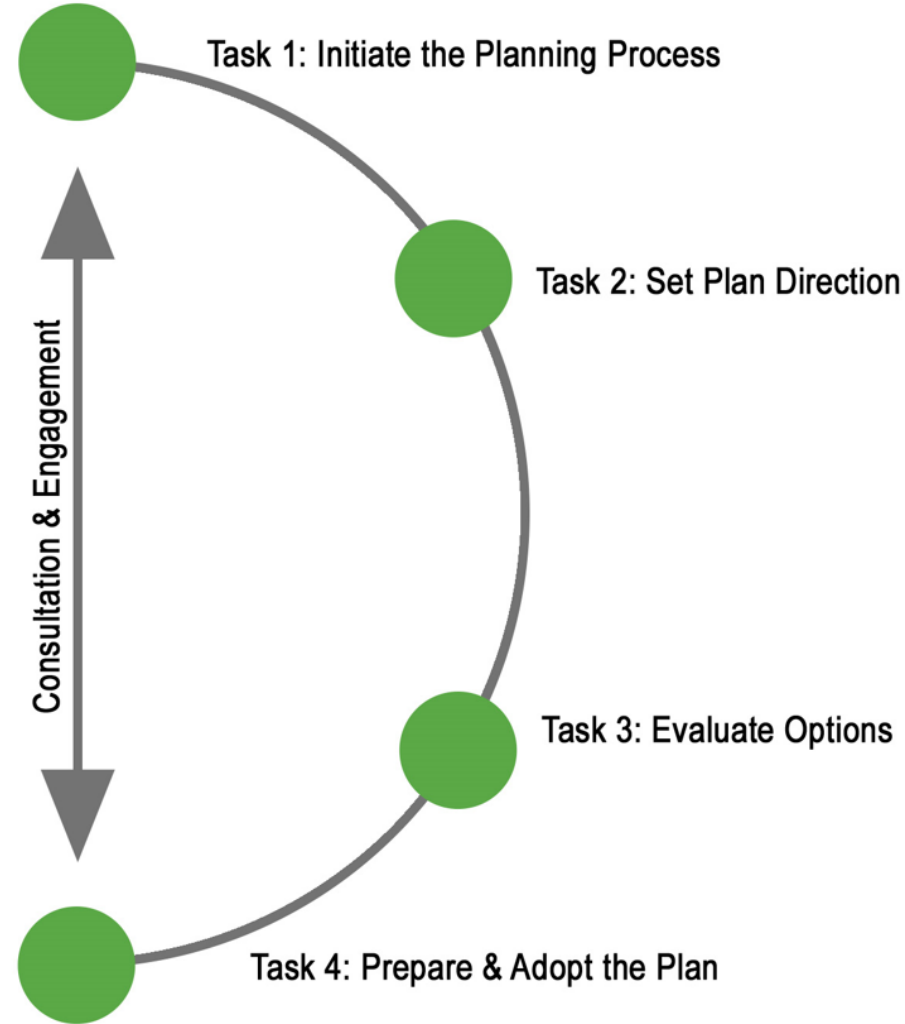 Task 1: Initiate the Planning Process
Task 2: Set Plan Direction
Consultation & Engagement
Task 3: Evaluate Options
Task 4: Prepare & Adopt the Plan